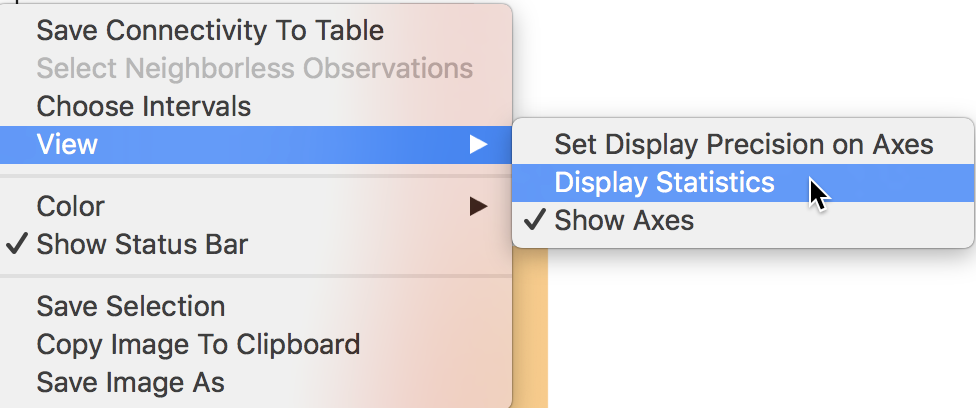 Save Connectivity To Table
Select Neighborless Observations
Choose Intervals
View
Color
Show Status Bar
Save Selection
Copy Image To Clipboard
Save Image As
Set Display Precision on Axes
Display Statistics
Show Axes